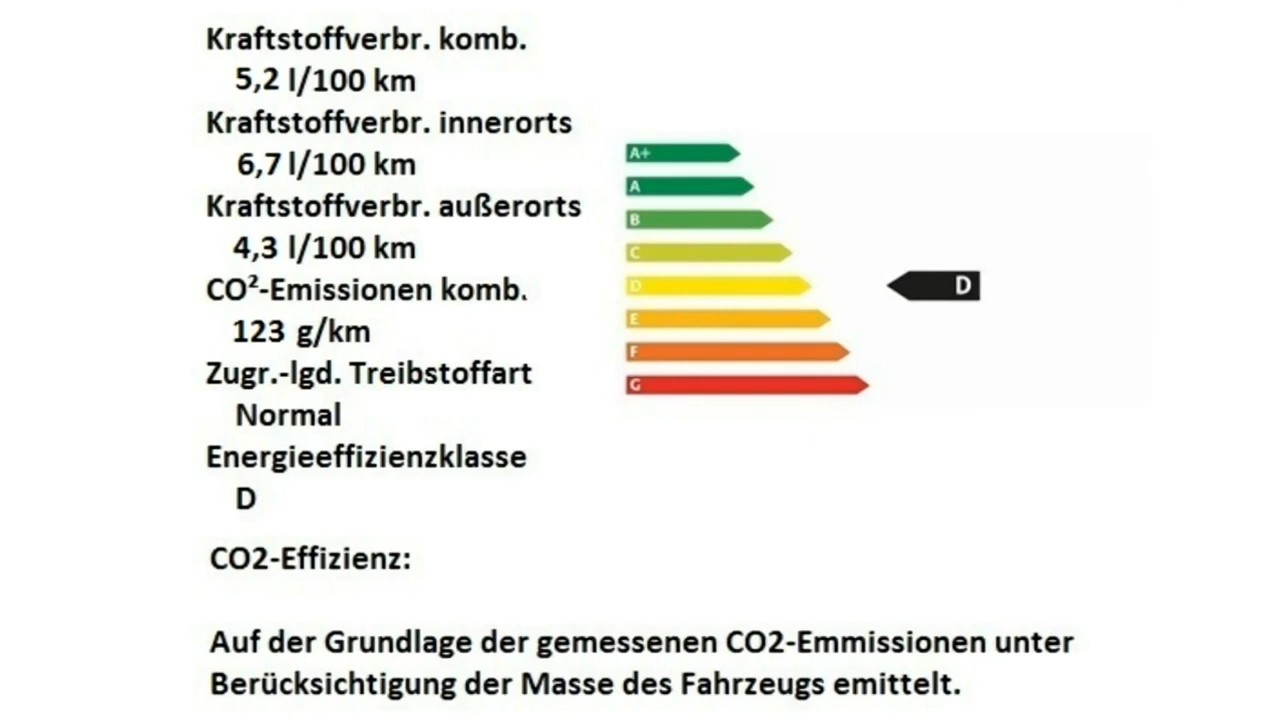 Kraftstoffverbr. komb.
5,2 l/100 km
Kraftstoffverbr. innerorts
6,7 l/100 km
Kraftstoffverbr. außerorts
4,3 l/100 km
CO²-Emissionen komb.
123 g/km
Zugr.-lgd. Treibstoffart
Normal
Energieeffizienzklasse
D
A+
A
B
C
D
D
E
F
G
CO2-Effizienz:
Auf der Grundlage der gemessenen CO2-Emmissionen unter
Berücksichtigung der Masse des Fahrzeugs emittelt.